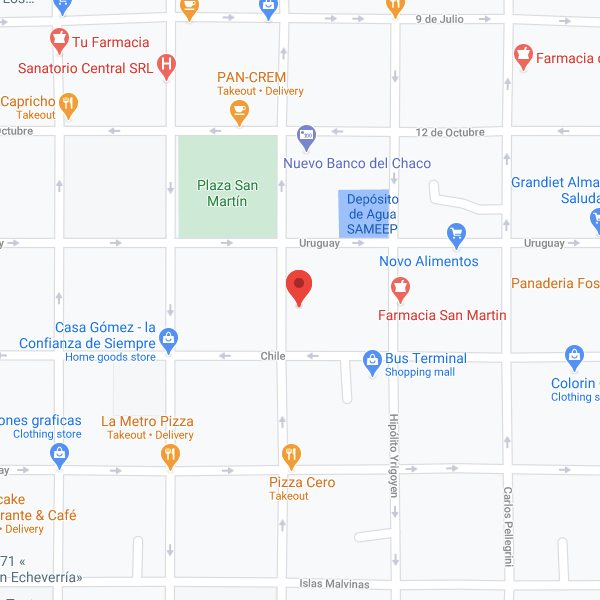 9 de Julio
Tu Farmacia
Sanatorio Central SRL
Farmacia
PAN-CREM
Takeout • Delivery
Capricho
Takeout
12 de Octubre
Nuevo Banco del Chaco
Plaza San
Martín
Depósito
de Agua
SAMEEP
Grandiet Alma
Saluda
Uruguay
Uruguay
Novo Alimentos
Panaderia Fos
Farmacia San Martin
Casa Gómez - la
Confianza de Siempre
Home goods store
Chile
Bus Terminal
Shopping mall
Colorin
Clothing s
ones graficas
Clothing store
La Metro Pizza
Takeout • Delivery
Hipólito Yrigoyen
Pizza Cero
Takeout
cake
rante & Café
• Delivery
Carlos Pellegrini
71 «
n Echeverría»
Islas Malvinas